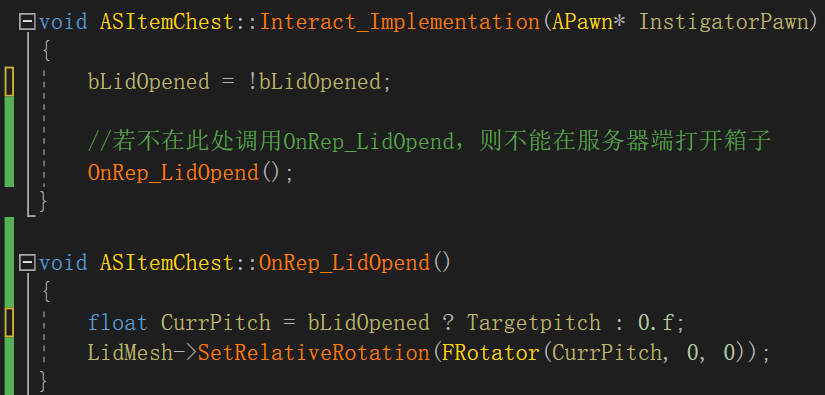 void ASItemChest::Interact_Implementation(APawn* InstigatorPawn)
{
bLidOpened = !bLidOpened;
//若不在此处调用OnRep_LidOpend，则不能在服务器端打开箱子
OnRep_LidOpend();
}
void ASItemChest::OnRep_LidOpend()
{
float CurrPitch = bLidOpened ? Targetpitch : 0.f;
LidMesh->SetRelativeRotation(FRotator(CurrPitch, 0, 0));
}